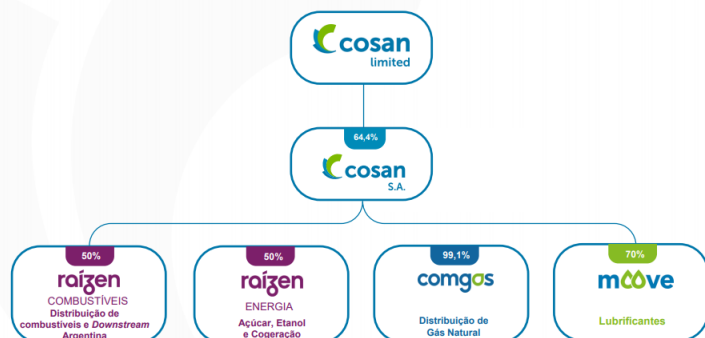 cosan
limited
64,4%
cosan
S.A.
50%
raízen
COMBUSTÍVEIS
Distribuição de
combustíveis e Downstream
Argentina
50%
raízen
ENERGIA
Açúcar, Etanol
e Cogeração
99,1%
comgas
Distribuição de
Gás Natural
70%
moove
Lubrificantes